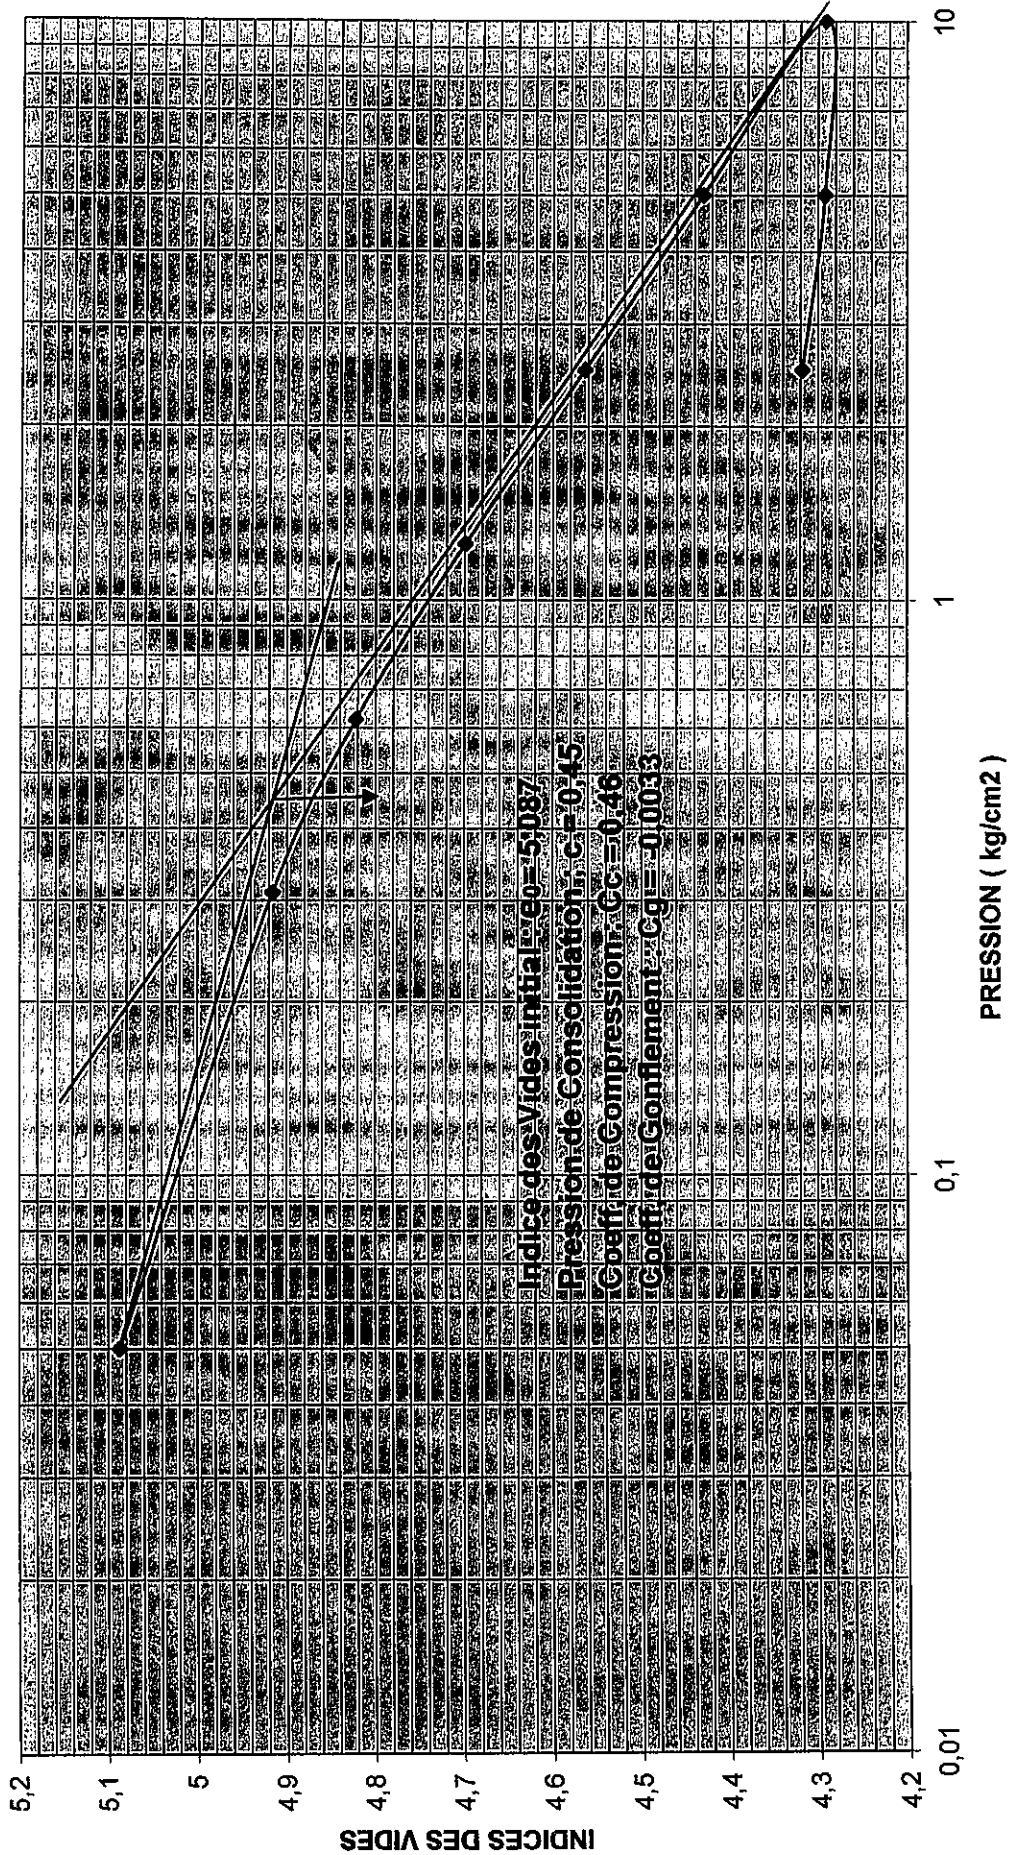 INDICES DES VIDES
5,2
5,1
5
4,9
4,8
4,7
4,6
4,5
4,4
4,3
4,2
Indice des Vides initial : e0 = 5,087
Pression de Consolidation, c = 0,45
Coeff, de Compression : Cc = 0,46
Coeff, de Gonflement : Cg = -0,0033
0,01
0,1
1
10
PRESSION ( kg/cm2 )